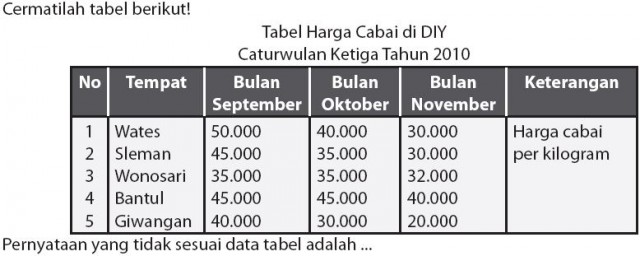 Cermatilah tabel berikut!
Tabel Harga Cabai di DIY
Caturwulan Ketiga Tahun 2010
No Tempat Bulan September Bulan Oktober Bulan November Keterangan
1 Wates 50.000 40.000 30.000 Harga cabai
2 Sleman 45.000 35.000 30.000 per kilogram
3 Wonosari 35.000 35.000 32.000
4 Bantul 45.000 45.000 40.000
5 Giwangan 40.000 30.000 20.000
Pernyataan yang tidak sesuai data tabel adalah ...